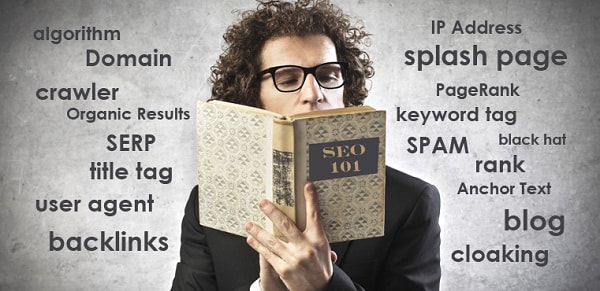 algorithm
Domain
crawler
Organic Results
SERP
title tag
user agent
backlinks
SEO
101
IP Address
splash page
PageRank
keyword tag
SPAM
black hat
rank
Anchor Text
blog
cloaking